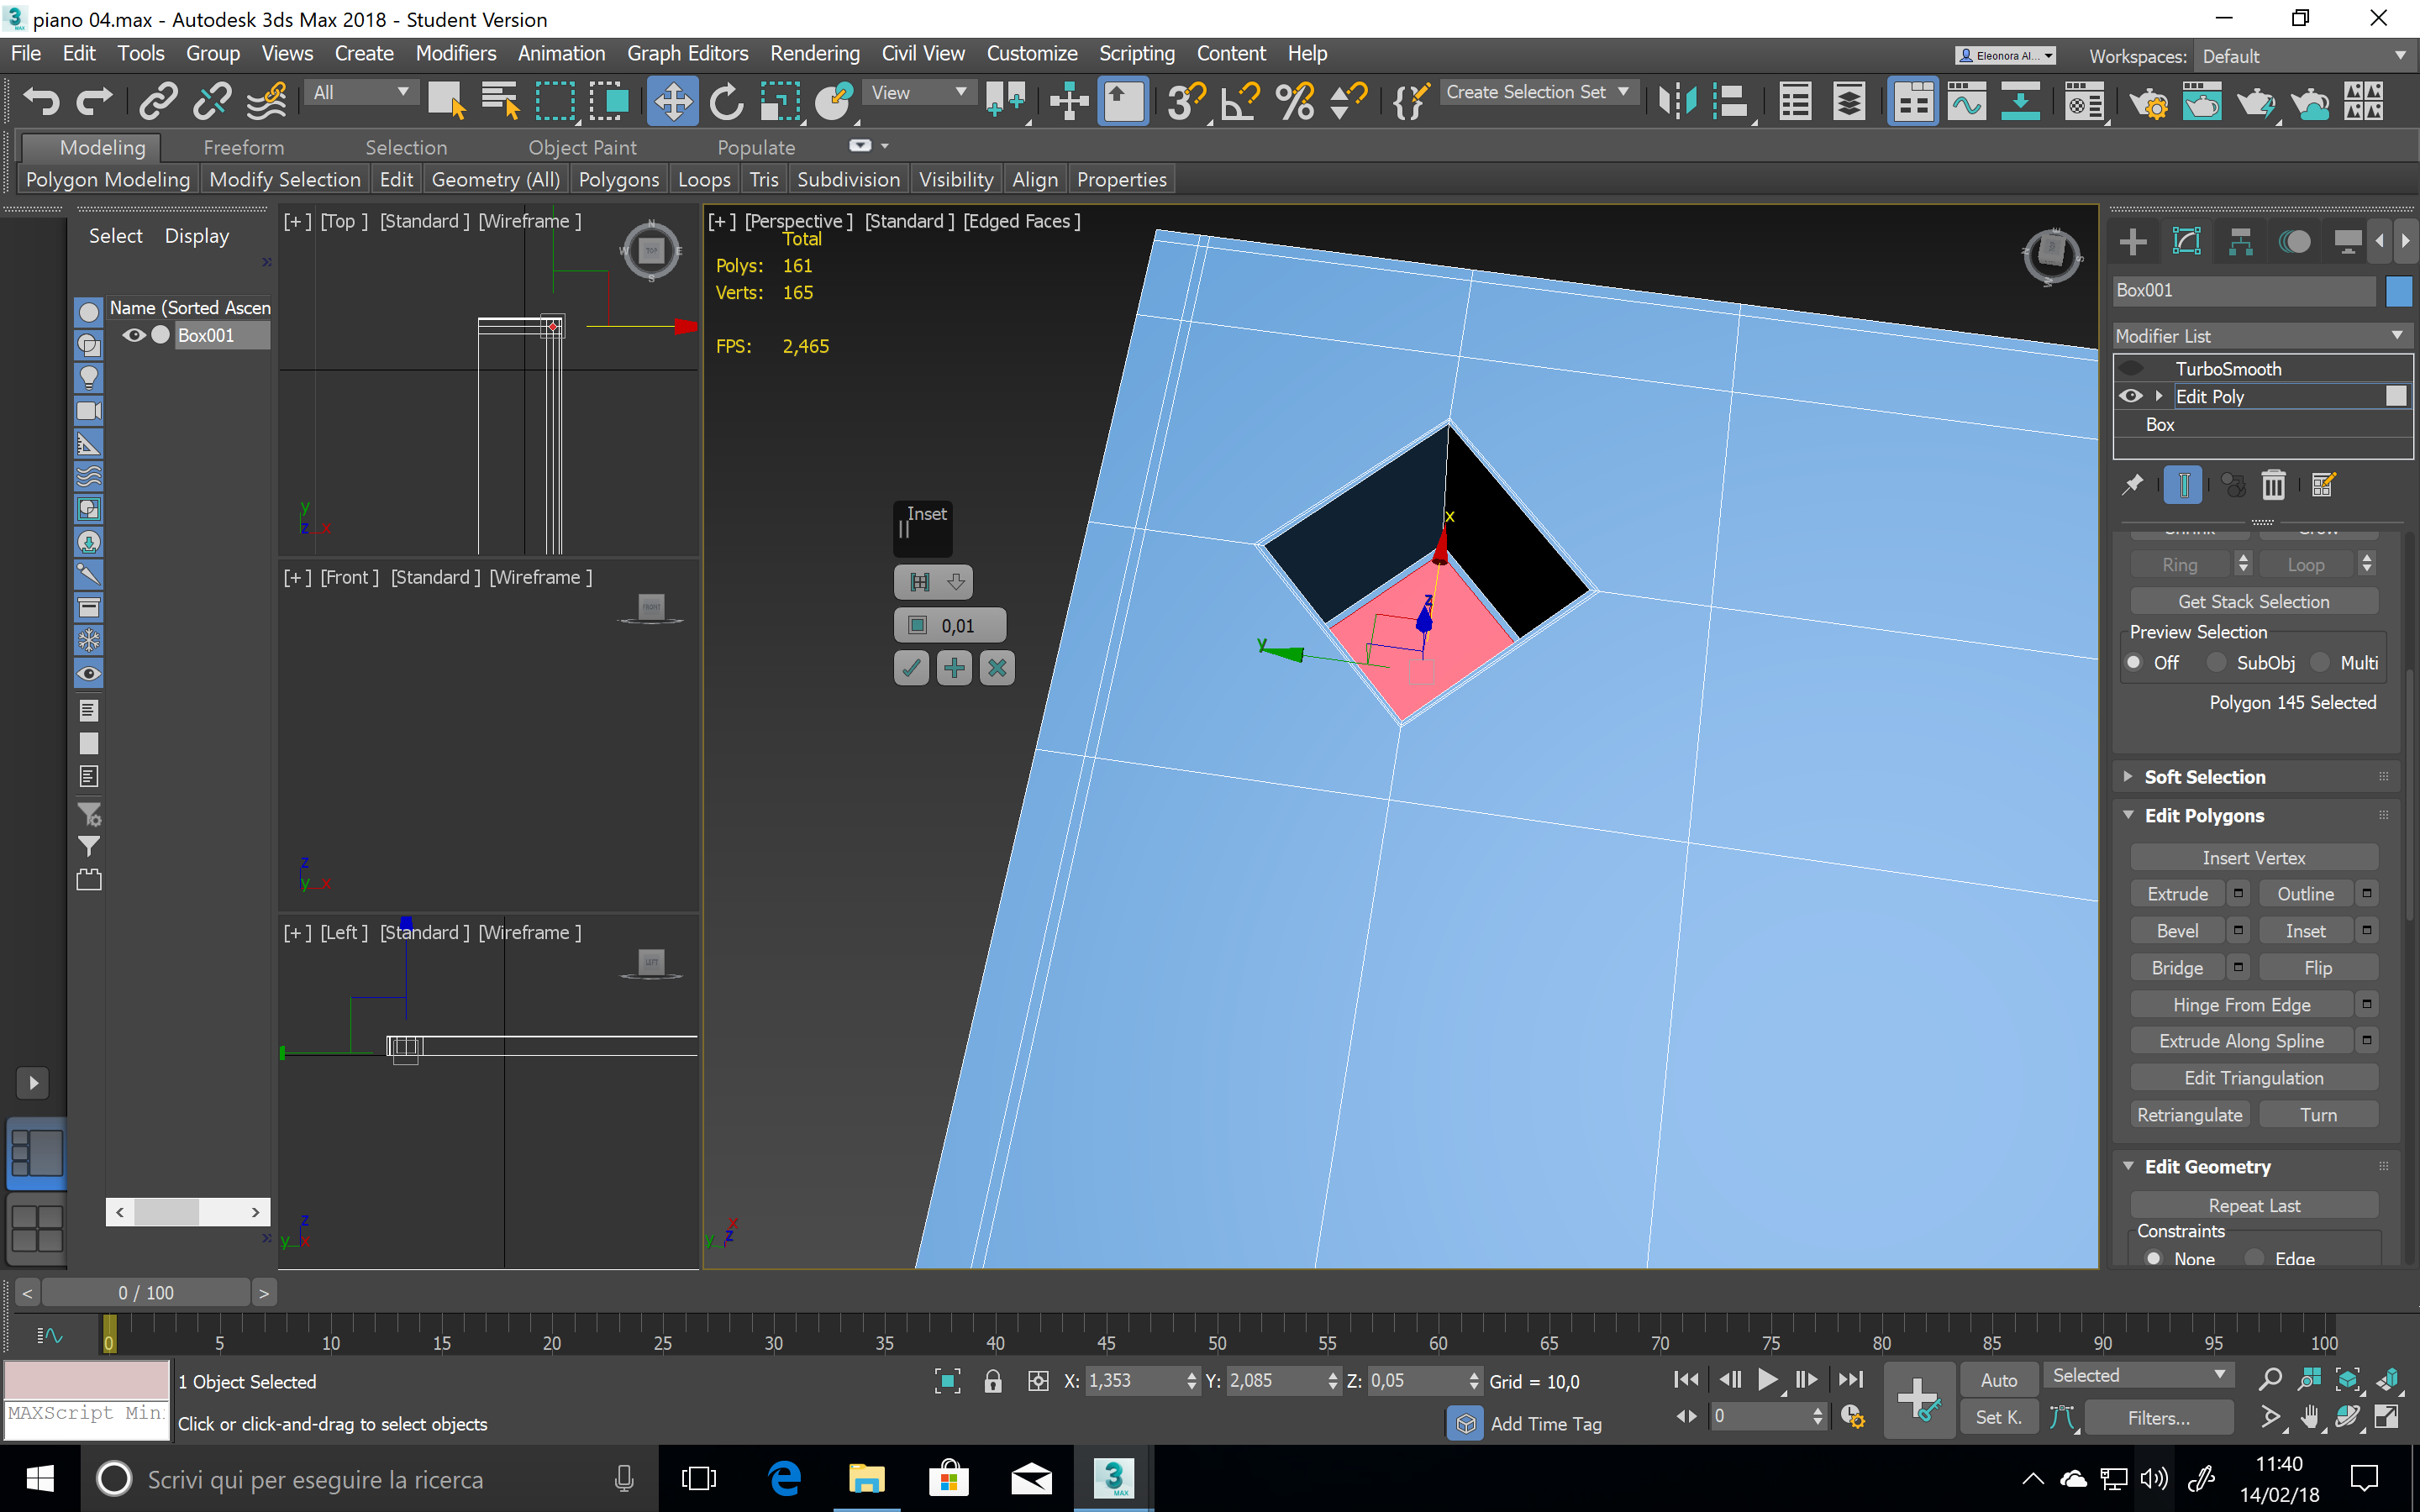 piano 04.max - Autodesk 3ds Max 2018 - Student Version
File Edit Tools Group Views Create Modifiers Animation Graph Editors Rendering Civil View Customize Scripting Content Help
Eleonora Al... Workspaces: Default
All View Create Selection Set
Modeling Freeform Selection Object Paint Populate
Polygon Modeling Modify Selection Edit Geometry (All) Polygons Loops Tris Subdivision Visibility Align Properties
Select Display
Name (Sorted Ascen
Box001
[+] [Top] [Standard] [Wireframe]
[+] [Front] [Standard] [Wireframe]
[+] [Left] [Standard] [Wireframe]
[+] [Perspective] [Standard] [Edged Faces]
Total
Polys: 161
Verts: 165
FPS: 2,465
Inset
0,01
Box001
Modifier List
TurboSmooth
Edit Poly
Box
Shrink Grow
Ring Loop
Get Stack Selection
Preview Selection
Off SubObj Multi
Polygon 145 Selected
Soft Selection
Edit Polygons
Insert Vertex
Extrude Outline
Bevel Inset
Bridge Flip
Hinge From Edge
Extrude Along Spline
Edit Triangulation
Retriangulate Turn
Edit Geometry
Repeat Last
Constraints
None Edge
0 / 100
0 5 10 15 20 25 30 35 40 45 50 55 60 65 70 75 80 85 90 95 100
1 Object Selected
X: 1,353 Y: 2,085 Z: 0,05 Grid = 10,0
Auto Selected
MAXScript Min
Click or click-and-drag to select objects
Add Time Tag
0
Set K. Filters...
Scrivi qui per eseguire la ricerca
11:40
14/02/18